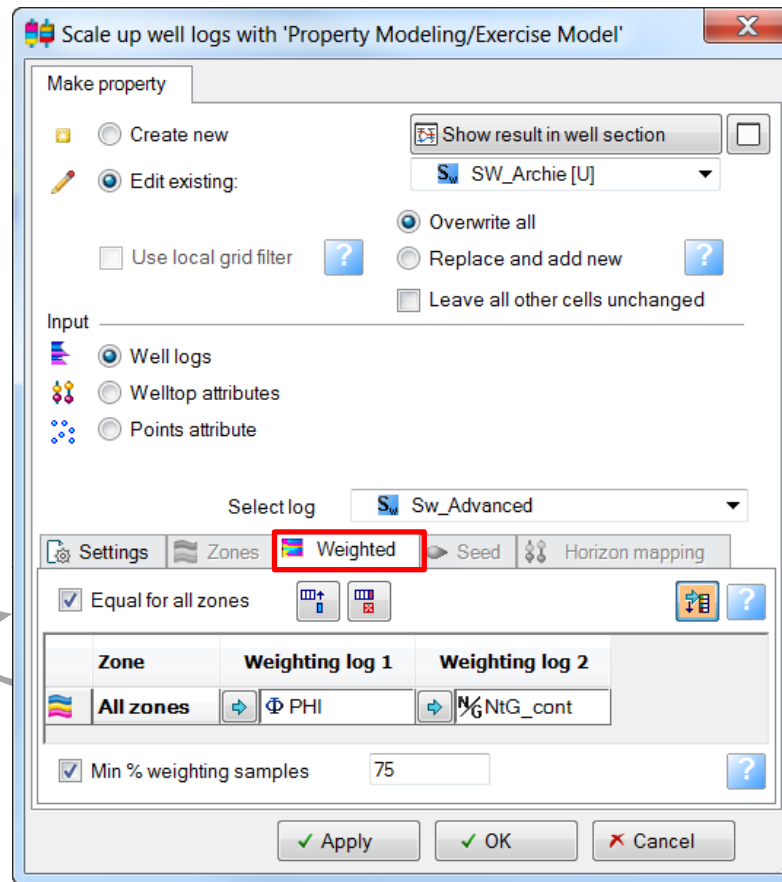 Scale up well logs with 'Property Modeling/Exercise Model'
Make property
Create new
Show result in well section
Edit existing:
Sw SW_Archie [U]
Overwrite all
Use local grid filter ?
Replace and add new ?
Leave all other cells unchanged
Input
Well logs
Welltop attributes
Points attribute
Select log Sw Sw_Advanced
Settings Zones Weighted Seed Horizon mapping
Equal for all zones ?
Zone Weighting log 1 Weighting log 2
All zones Φ PHI N/G NtG_cont
Min % weighting samples 75 ?
Apply OK Cancel